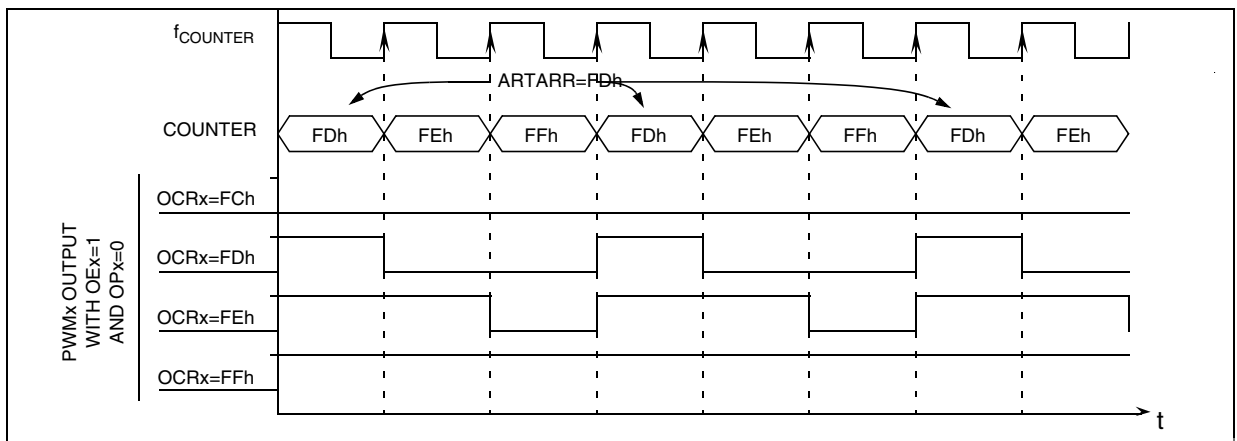 fCOUNTER
ARTARR=FDh
COUNTER
FDh FEh FFh FDh FEh FFh FDh FEh
PWMx OUTPUT
WITH OEx=1
AND OPx=0
OCRx=FCh
OCRx=FDh
OCRx=FEh
OCRx=FFh
t